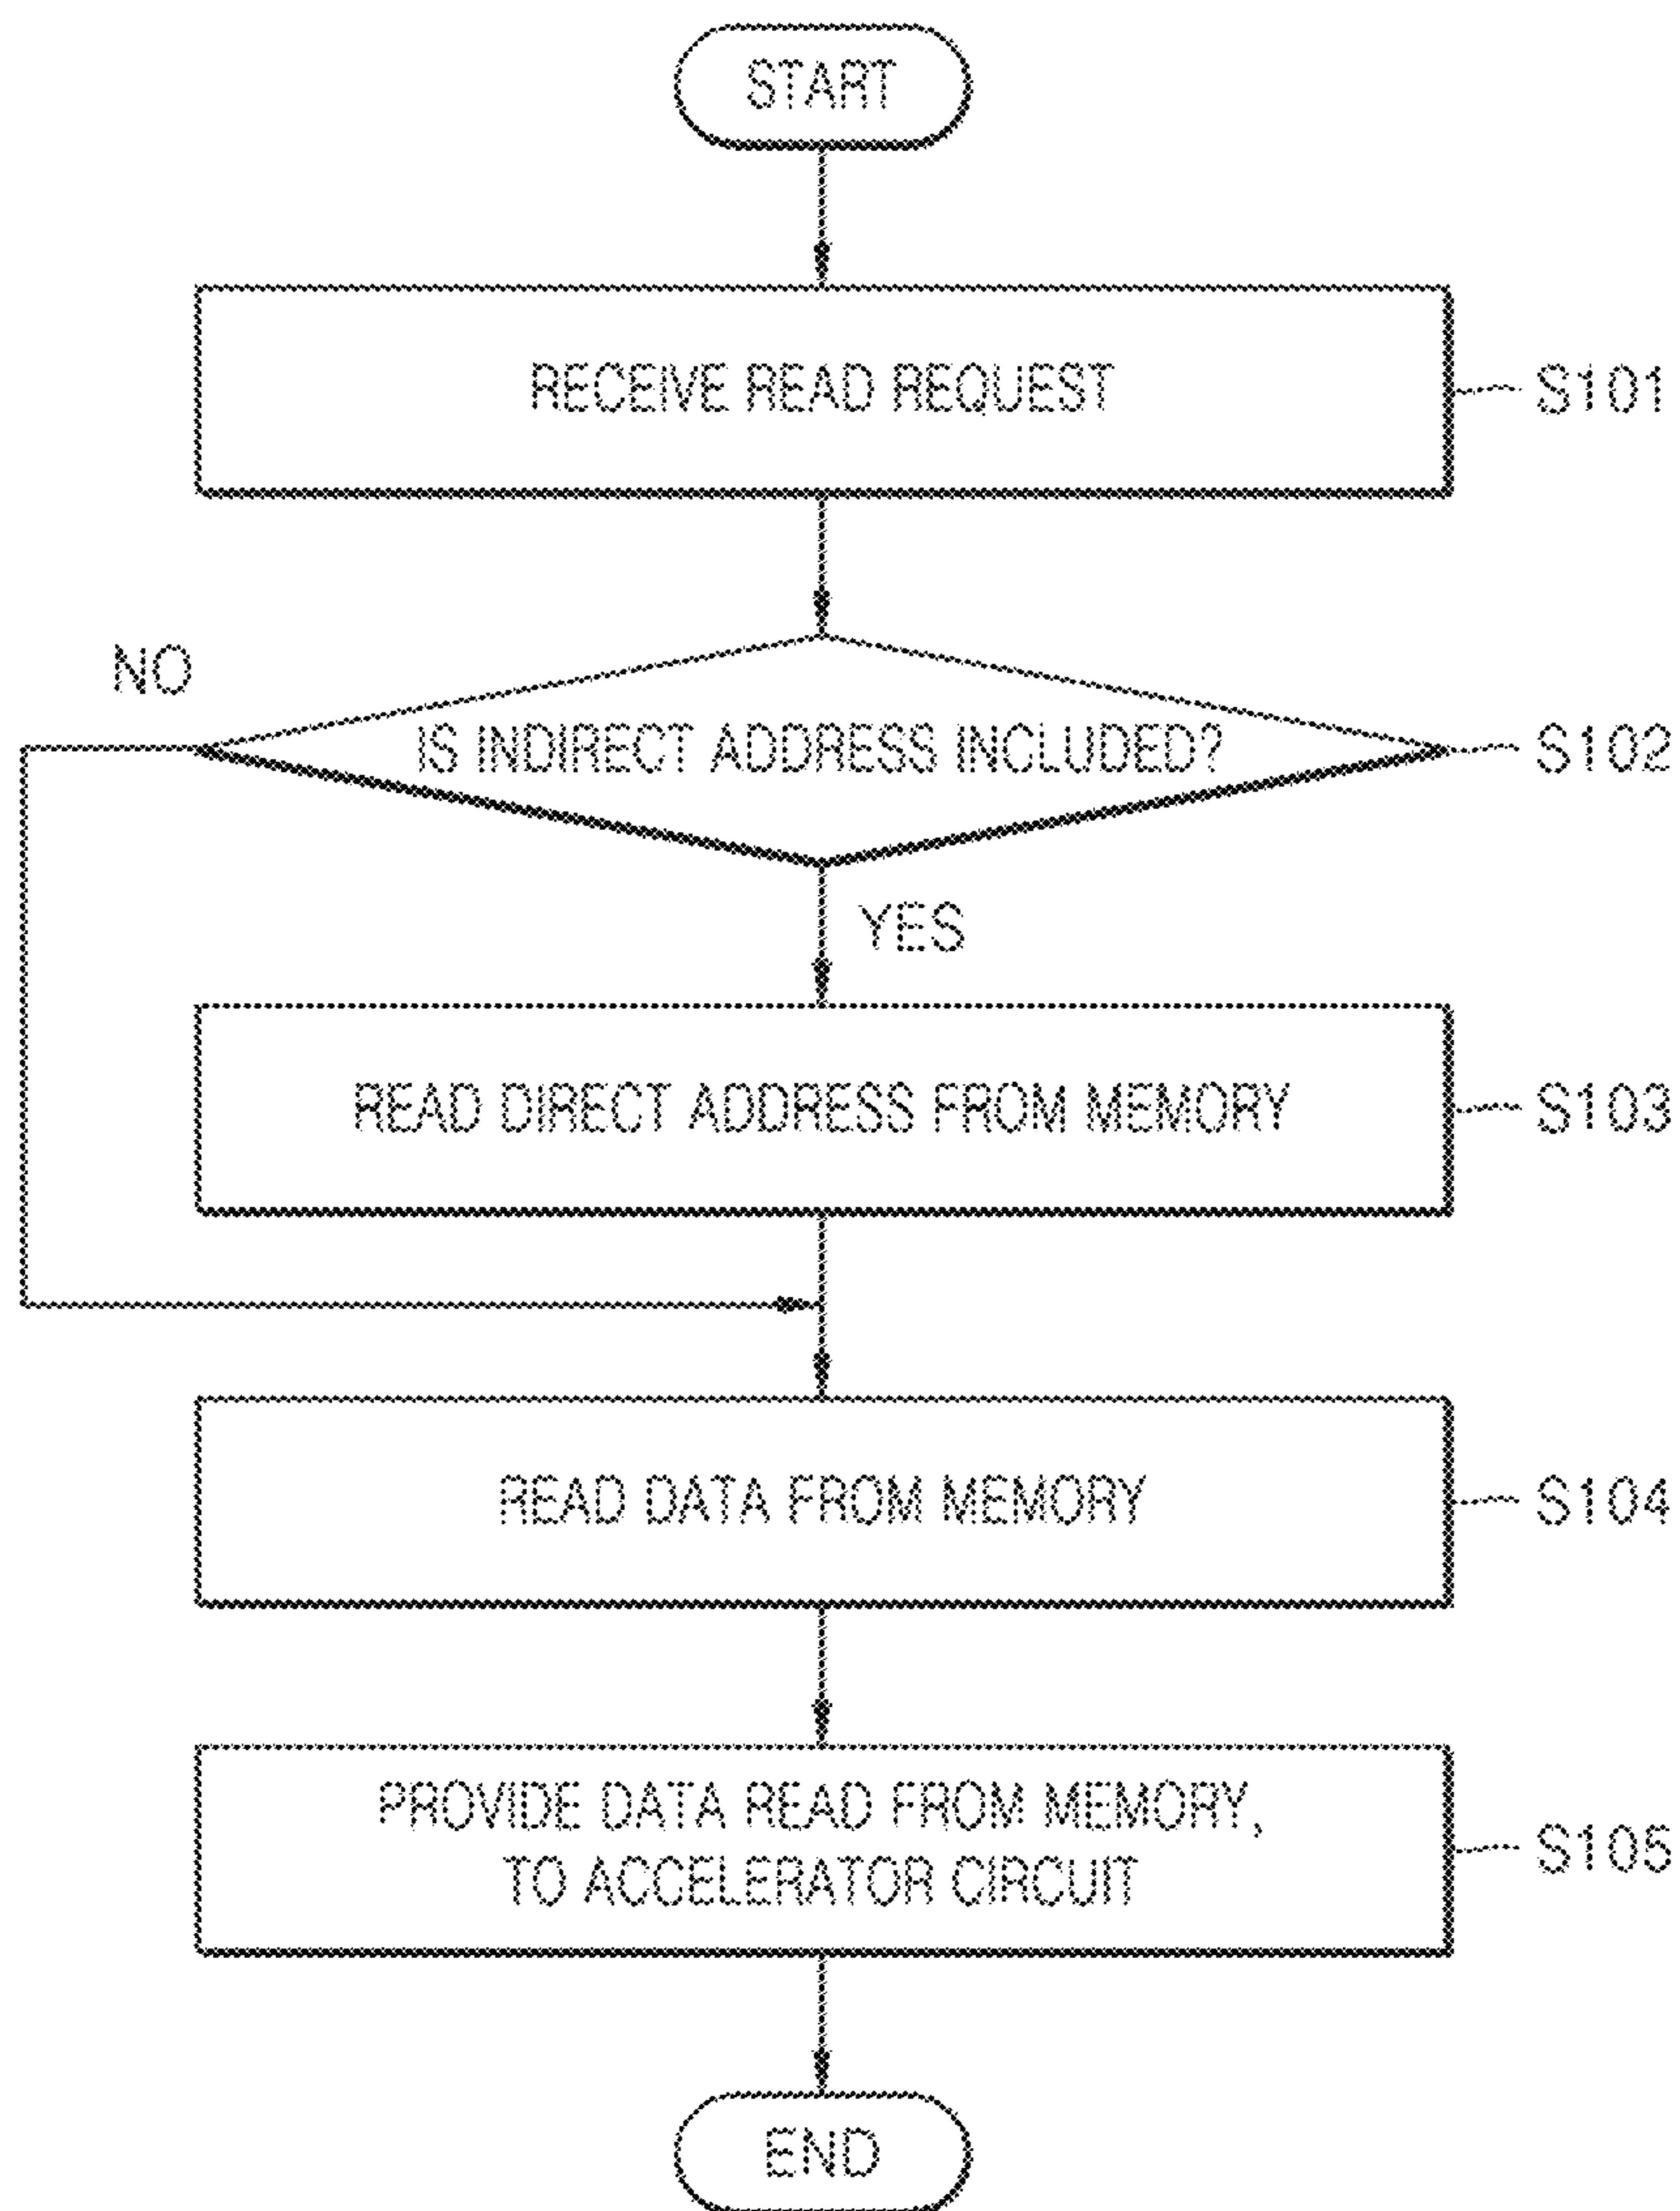 START
RECEIVE READ REQUEST
S101
NO
IS INDIRECT ADDRESS INCLUDED?
S102
YES
READ DIRECT ADDRESS FROM MEMORY
S103
READ DATA FROM MEMORY
S104
PROVIDE DATA READ FROM MEMORY,
TO ACCELERATOR CIRCUIT
S105
END